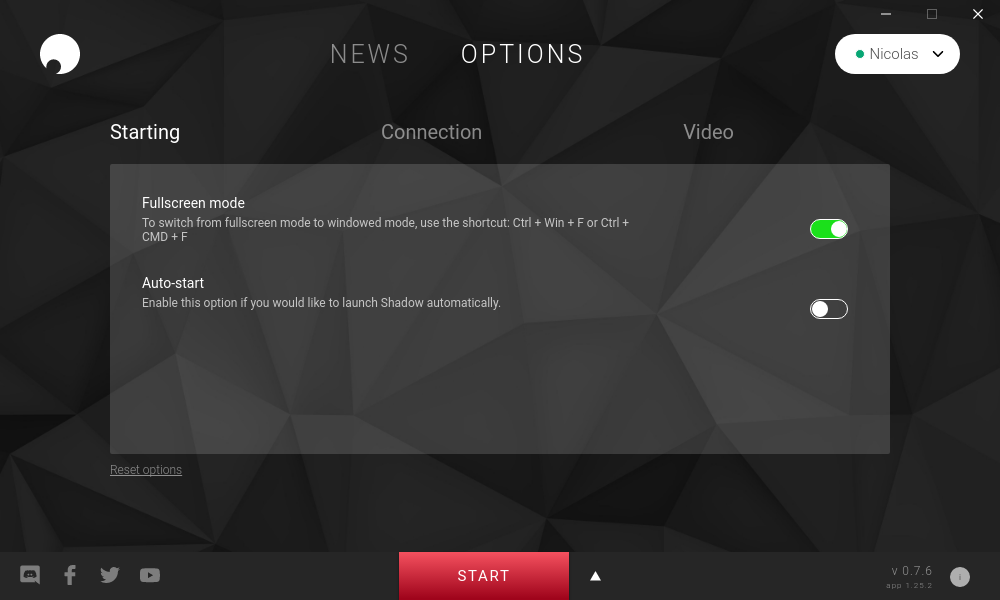 NEWS OPTIONS
Nicolas
Starting Connection Video
Fullscreen mode
To switch from fullscreen mode to windowed mode, use the shortcut: Ctrl + Win + F or Ctrl +
CMD + F
Auto-start
Enable this option if you would like to launch Shadow automatically.
Reset options
START
v 0.7.6
app 1.25.2
i